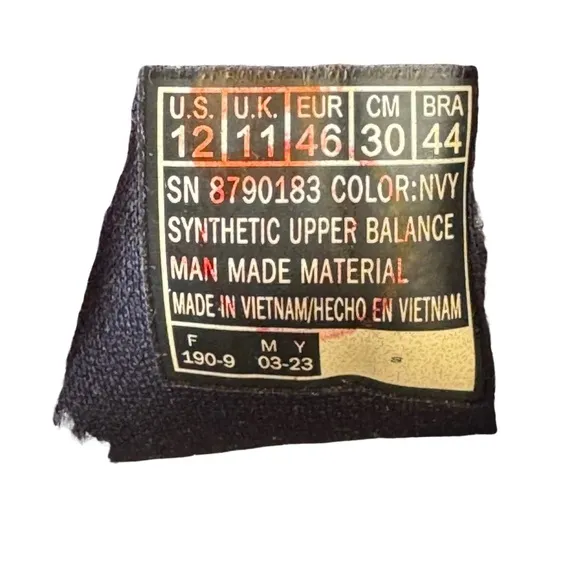 U.S. U.K. EUR CM BRA
12 11 46 30 44
SN 8790183 COLOR:NVY
SYNTHETIC UPPER BALANCE
MAN MADE MATERIAL
MADE IN VIETNAM/HECHO EN VIETNAM
F M Y
190-9 03-23